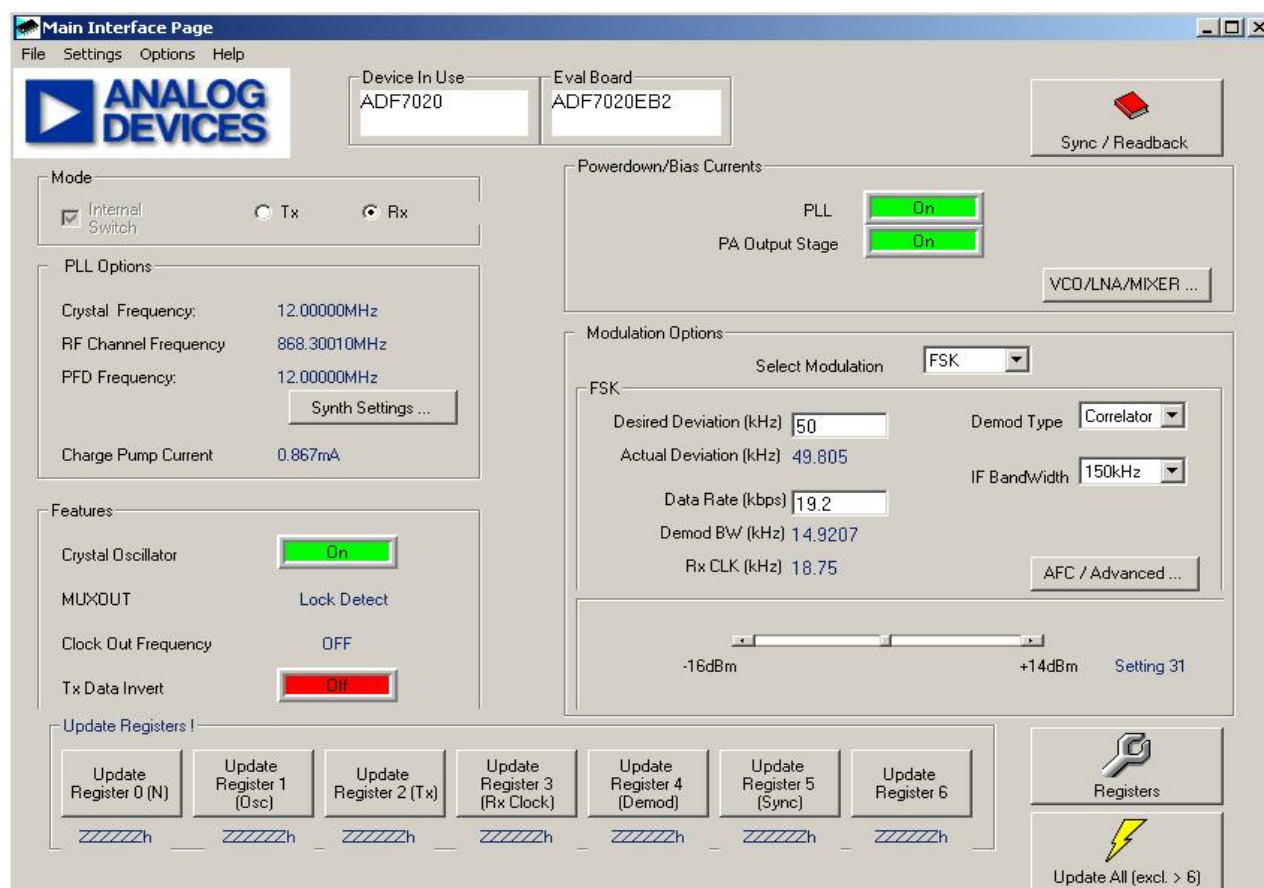 Main Interface Page
File Settings Options Help
ANALOG
DEVICES
Device In Use
ADF7020
Eval Board
ADF7020EB2
Sync / Readback
Mode
Internal
Switch
Tx
Rx
Powerdown/Bias Currents
PLL
On
PA Output Stage
On
VCO/LNA/MIXER ...
PLL Options
Crystal Frequency: 12.00000MHz
RF Channel Frequency 868.30010MHz
PFD Frequency: 12.00000MHz
Synth Settings ...
Charge Pump Current 0.867mA
Modulation Options
Select Modulation FSK
FSK
Desired Deviation (kHz) 50
Demod Type Correlator
Actual Deviation (kHz) 49.805
IF BandWidth 150kHz
Data Rate (kbps) 19.2
Demod BW (kHz) 14.9207
Rx CLK (kHz) 18.75
AFC / Advanced ...
-16dBm
+14dBm
Setting 31
Features
Crystal Oscillator On
MUXOUT Lock Detect
Clock Out Frequency OFF
Tx Data Invert Off
Update Registers !
Update
Register 0 (N)
Update
Register 1
(Osc)
Update
Register 2 (Tx)
Update
Register 3
(Rx Clock)
Update
Register 4
(Demod)
Update
Register 5
(Sync)
Update
Register 6
ZZZZZZh
ZZZZZZh
ZZZZZZh
ZZZZZZh
ZZZZZZh
ZZZZZZh
ZZZZZZh
Registers
Update All (excl. > 6)